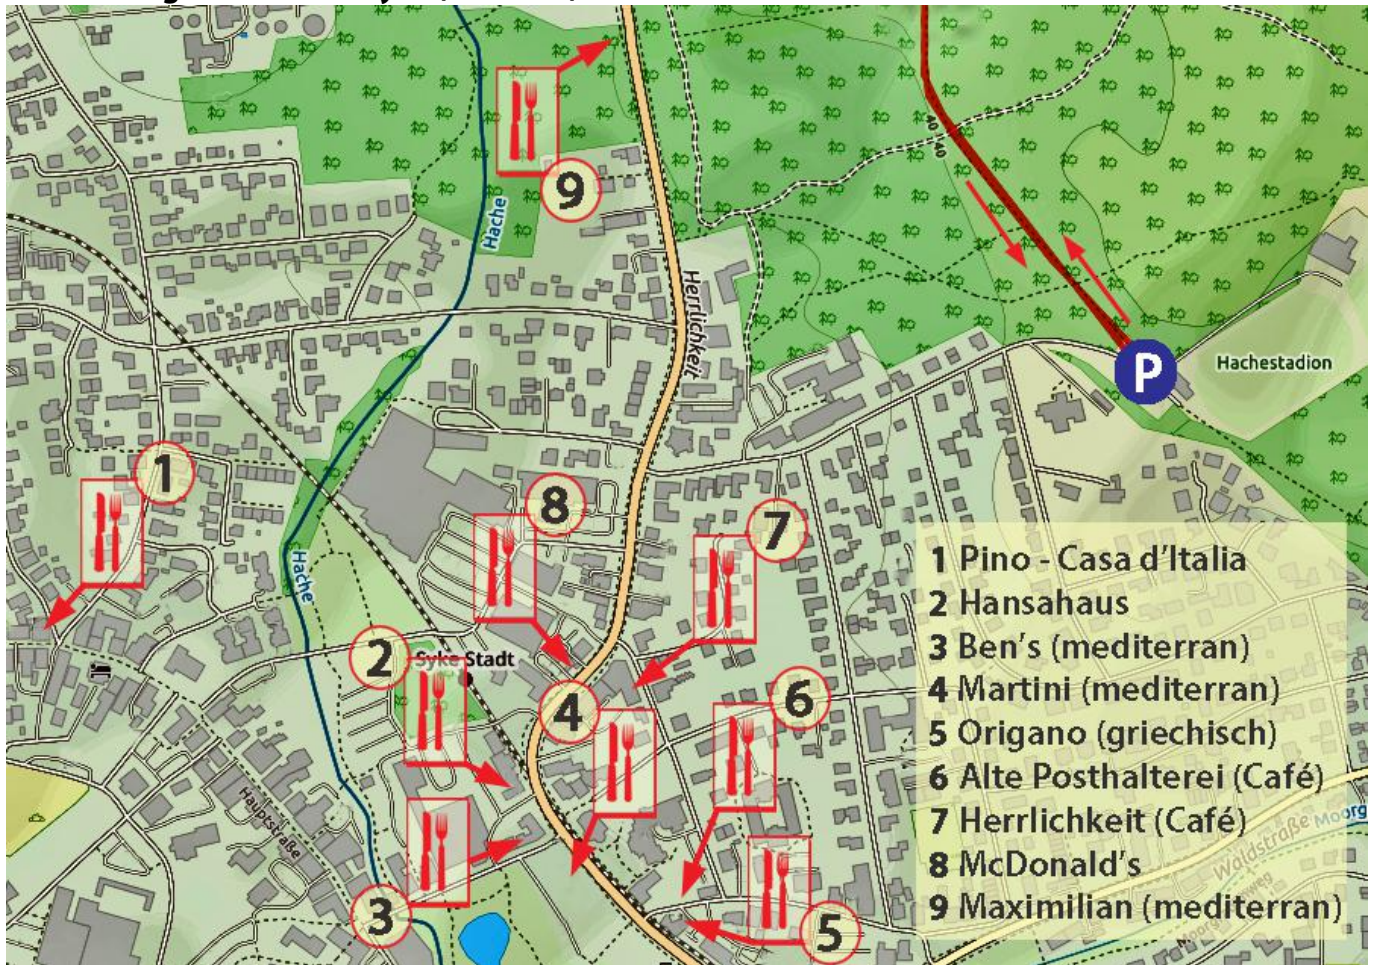 9
Hache
Herrlichkeit
40
40
P
Hachestadion
1
8
7
Hache
2
Syke Stadt
4
6
Hauptstraße
3
5
1 Pino - Casa d'Italia
2 Hansahaus
3 Ben's (mediterran)
4 Martini (mediterran)
5 Origano (griechisch)
6 Alte Posthalterei (Café)
7 Herrlichkeit (Café)
8 McDonald's
9 Maximilian (mediterran)
Waldstraße